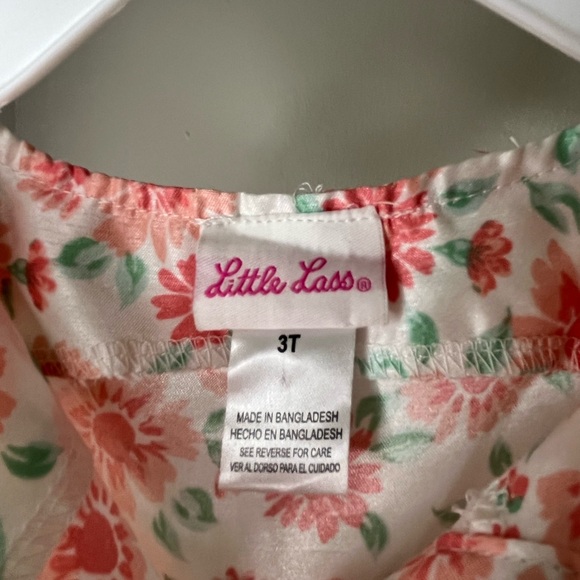 Little Lass®
3T
MADE IN BANGLADESH
HECHO EN BANGLADESH
SEE REVERSE FOR CARE
VER AL DORSO PARA EL CUIDADO